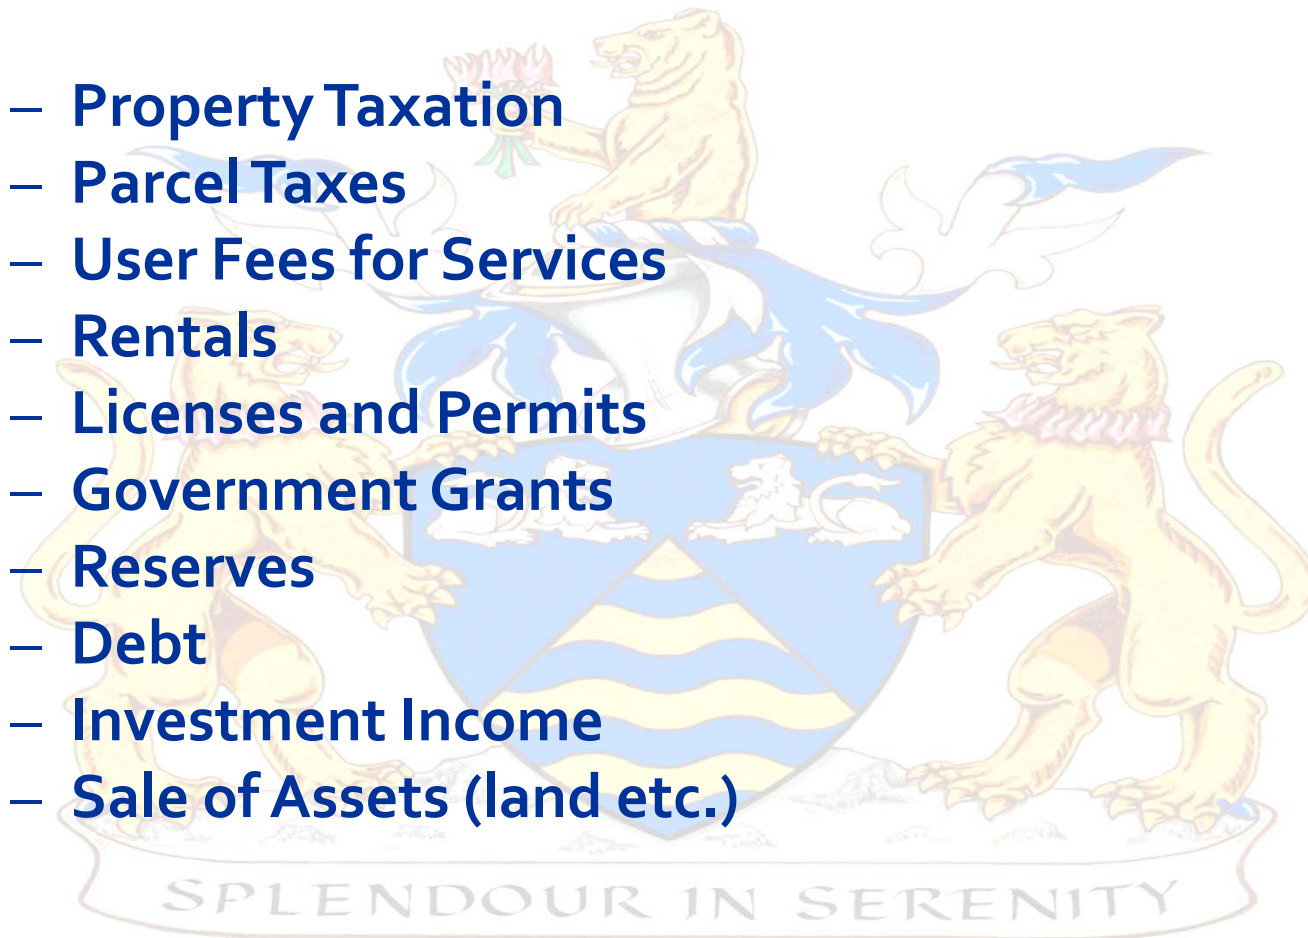 – Property Taxation
– Parcel Taxes
– User Fees for Services
– Rentals
– Licenses and Permits
– Government Grants
– Reserves
– Debt
– Investment Income
– Sale of Assets (land etc.)
SPLENDOUR IN SERENITY